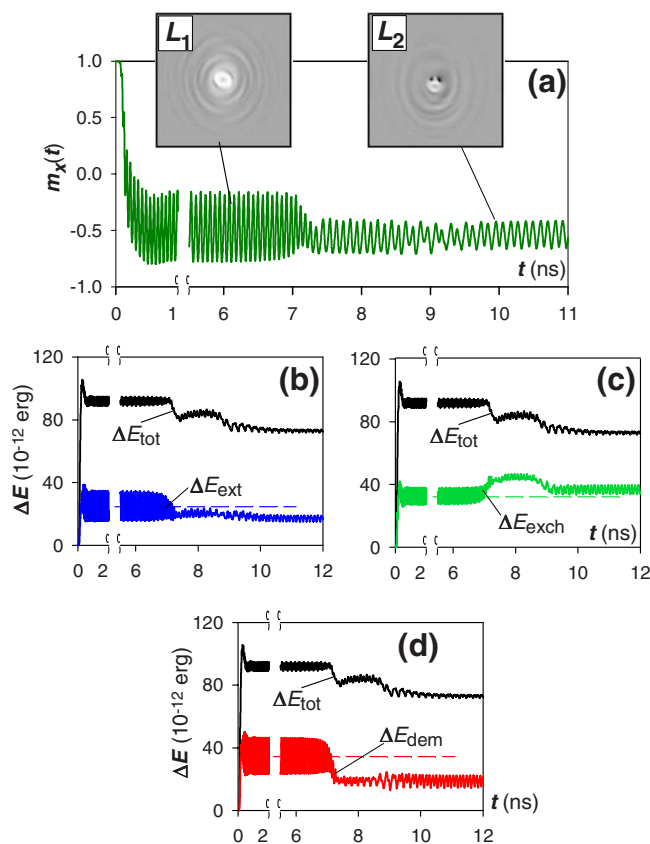 L1
L2
(a)
1.0
0.0
-0.5
-1.0
mx(t)
0
1
6
7
8
9
10
11
t (ns)
(b)
120
80
40
0
ΔE (10-12 erg)
ΔEtot
ΔEext
0
2
6
8
10
12
(c)
120
80
40
0
ΔEtot
ΔEexch
t (ns)
0
2
6
8
10
12
(d)
120
80
40
0
ΔE (10-12 erg)
ΔEtot
ΔEdem
0
2
6
8
10
12
t (ns)